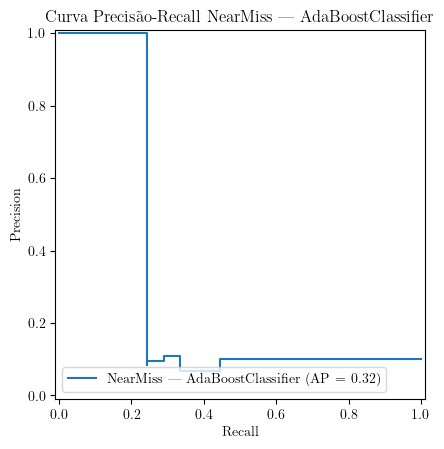 Curva Precisão-Recall NearMiss — AdaBoostClassifier
1.0
0.8
0.6
0.4
0.2
0.0
Precision
NearMiss — AdaBoostClassifier (AP = 0.32)
0.0 0.2 0.4 0.6 0.8 1.0
Recall